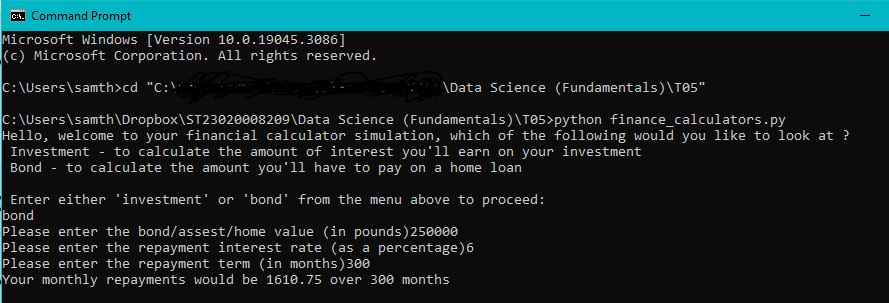 Command Prompt
Microsoft Windows [Version 10.0.19045.3086]
(c) Microsoft Corporation. All rights reserved.
C:\Users\samth>cd "C:\ \Data Science (Fundamentals)\T05"
C:\Users\samth\Dropbox\ST23020008209\Data Science (Fundamentals)\T05>python finance_calculators.py
Hello, welcome to your financial calculator simulation, which of the following would you like to look at ?
Investment - to calculate the amount of interest you'll earn on your investment
Bond - to calculate the amount you'll have to pay on a home loan
Enter either 'investment' or 'bond' from the menu above to proceed:
bond
Please enter the bond/assest/home value (in pounds)250000
Please enter the repayment interest rate (as a percentage)6
Please enter the repayment term (in months)300
Your monthly repayments would be 1610.75 over 300 months